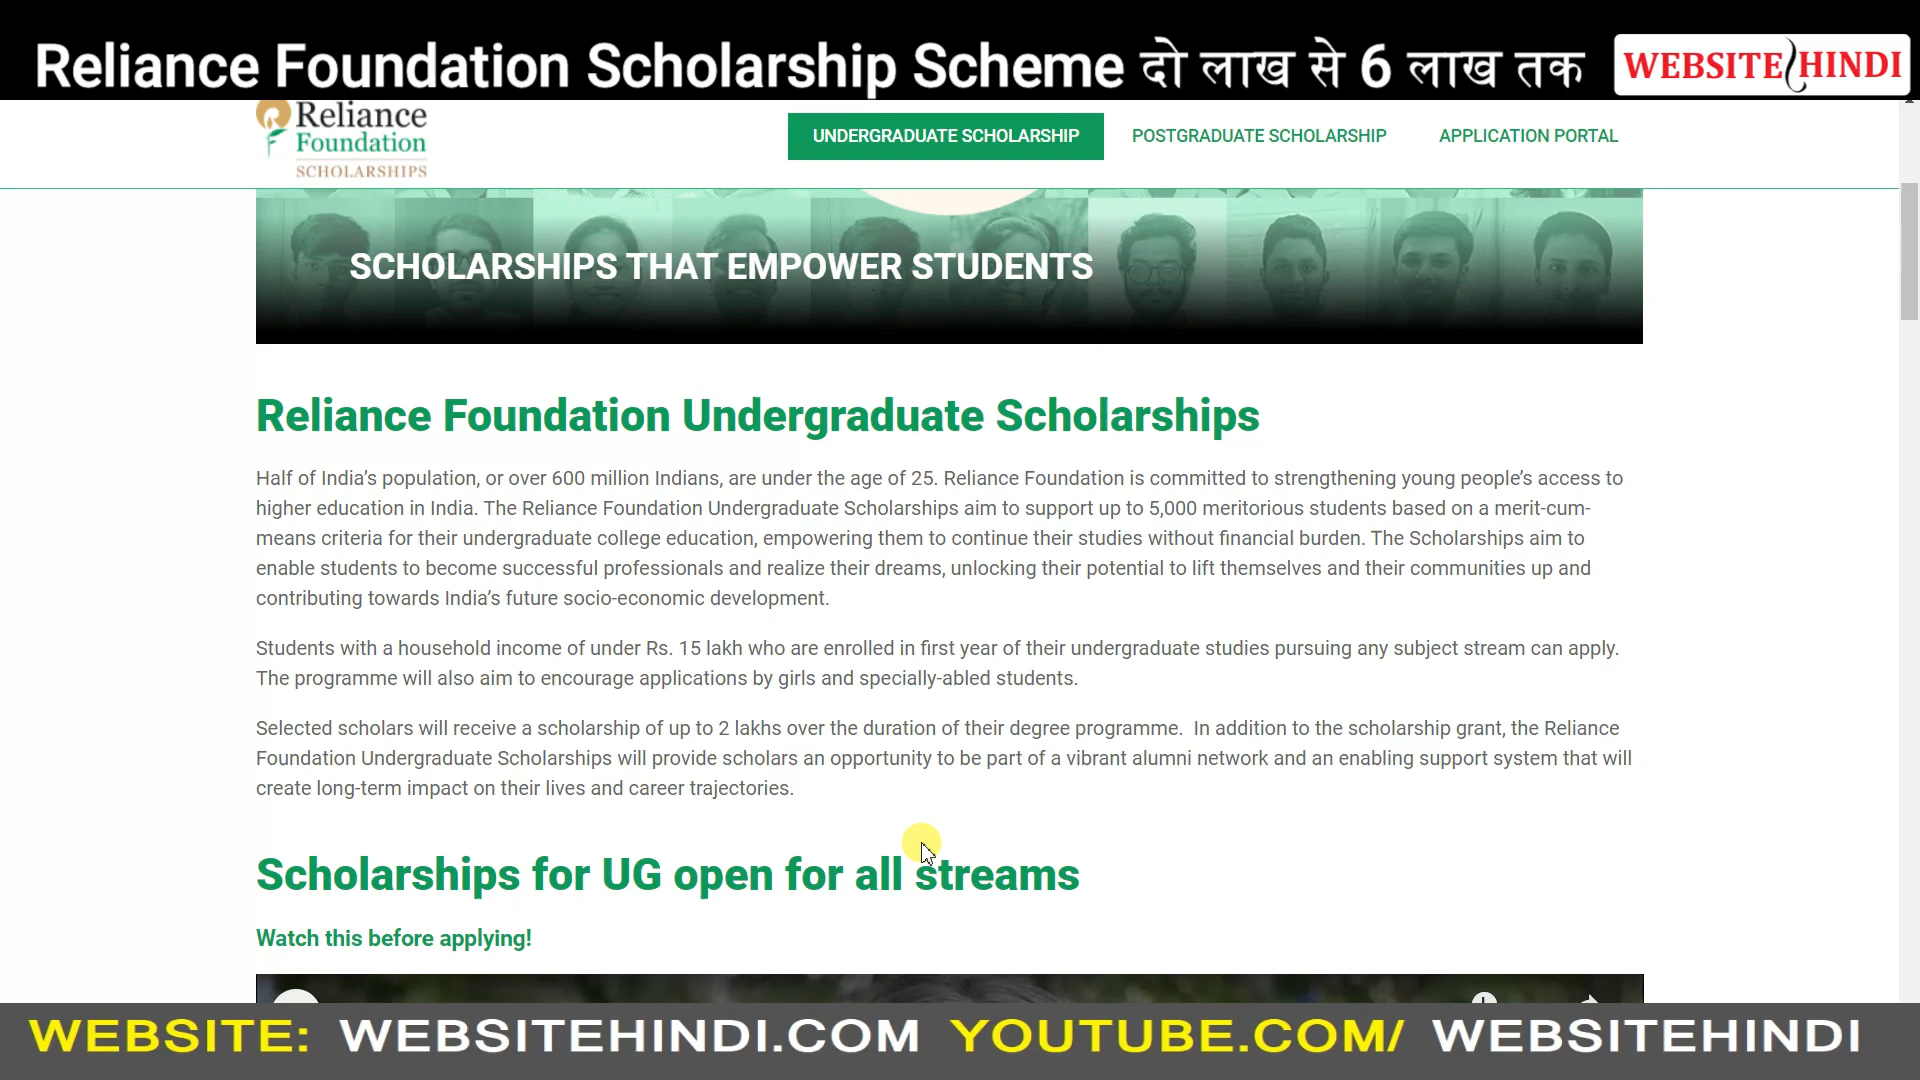 Reliance Foundation Scholarship Scheme दो लाख से 6 लाख तक
WEBSITE HINDI
Reliance
Foundation
SCHOLARSHIPS
UNDERGRADUATE SCHOLARSHIP
POSTGRADUATE SCHOLARSHIP
APPLICATION PORTAL
SCHOLARSHIPS THAT EMPOWER STUDENTS
Reliance Foundation Undergraduate Scholarships
Half of India’s population, or over 600 million Indians, are under the age of 25. Reliance Foundation is committed to strengthening young people’s access to
higher education in India. The Reliance Foundation Undergraduate Scholarships aim to support up to 5,000 meritorious students based on a merit-cum-
means criteria for their undergraduate college education, empowering them to continue their studies without financial burden. The Scholarships aim to
enable students to become successful professionals and realize their dreams, unlocking their potential to lift themselves and their communities up and
contributing towards India’s future socio-economic development.
Students with a household income of under Rs. 15 lakh who are enrolled in first year of their undergraduate studies pursuing any subject stream can apply.
The programme will also aim to encourage applications by girls and specially-abled students.
Selected scholars will receive a scholarship of up to 2 lakhs over the duration of their degree programme.  In addition to the scholarship grant, the Reliance
Foundation Undergraduate Scholarships will provide scholars an opportunity to be part of a vibrant alumni network and an enabling support system that will
create long-term impact on their lives and career trajectories.
Scholarships for UG open for all streams
Watch this before applying!
WEBSITE: WEBSITEHINDI.COM YOUTUBE.COM/ WEBSITEHINDI